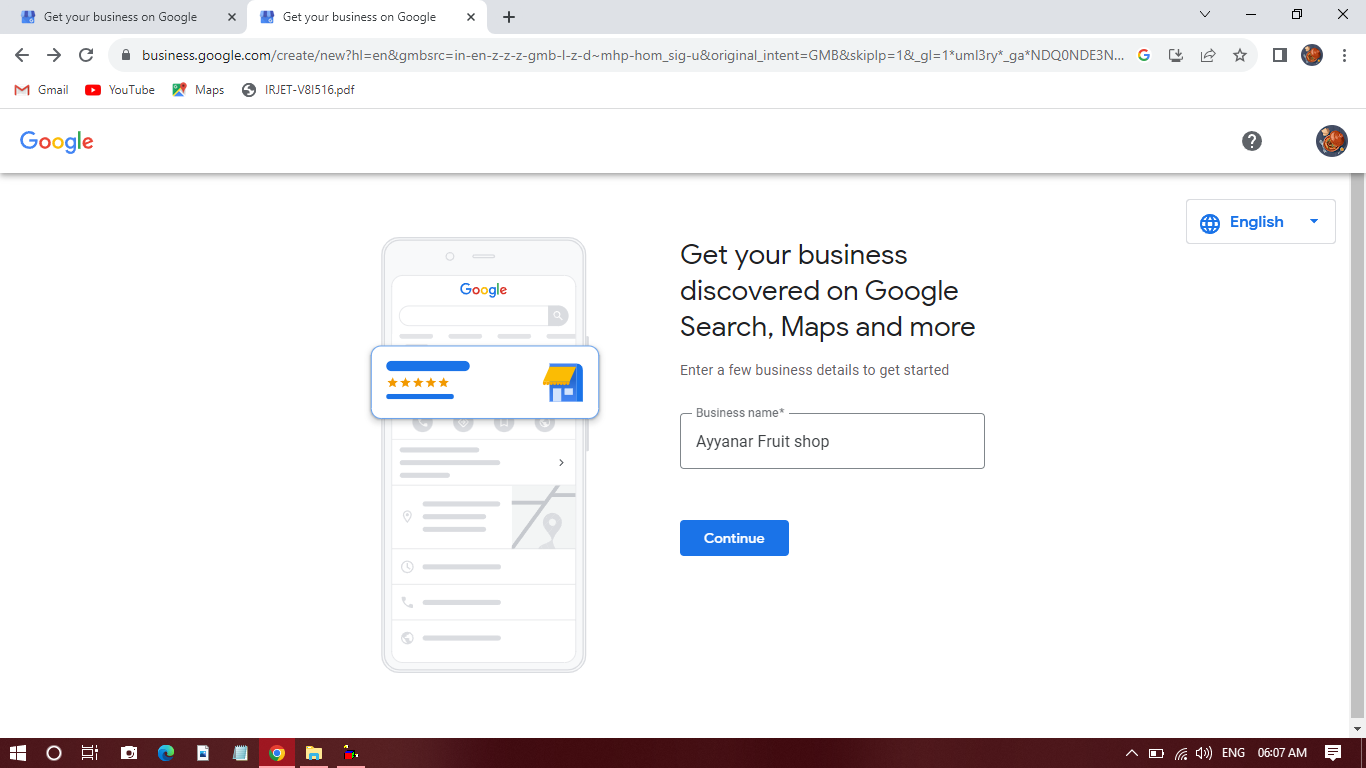 Get your business on Google
Get your business on Google
business.google.com/create/new?hl=en&gmbsrc=in-en-z-z-z-gmb-l-z-d~mhp-hom_sig-u&original_intent=GMB&skiplp=1&_gl=1*uml3ry*_ga*NDQ0NDE3N...
Gmail
YouTube
Maps
IRJET-V8I516.pdf
Google
English
Google
Get your business
discovered on Google
Search, Maps and more
Enter a few business details to get started
Business name*
Ayyanar Fruit shop
Continue
ENG
06:07 AM